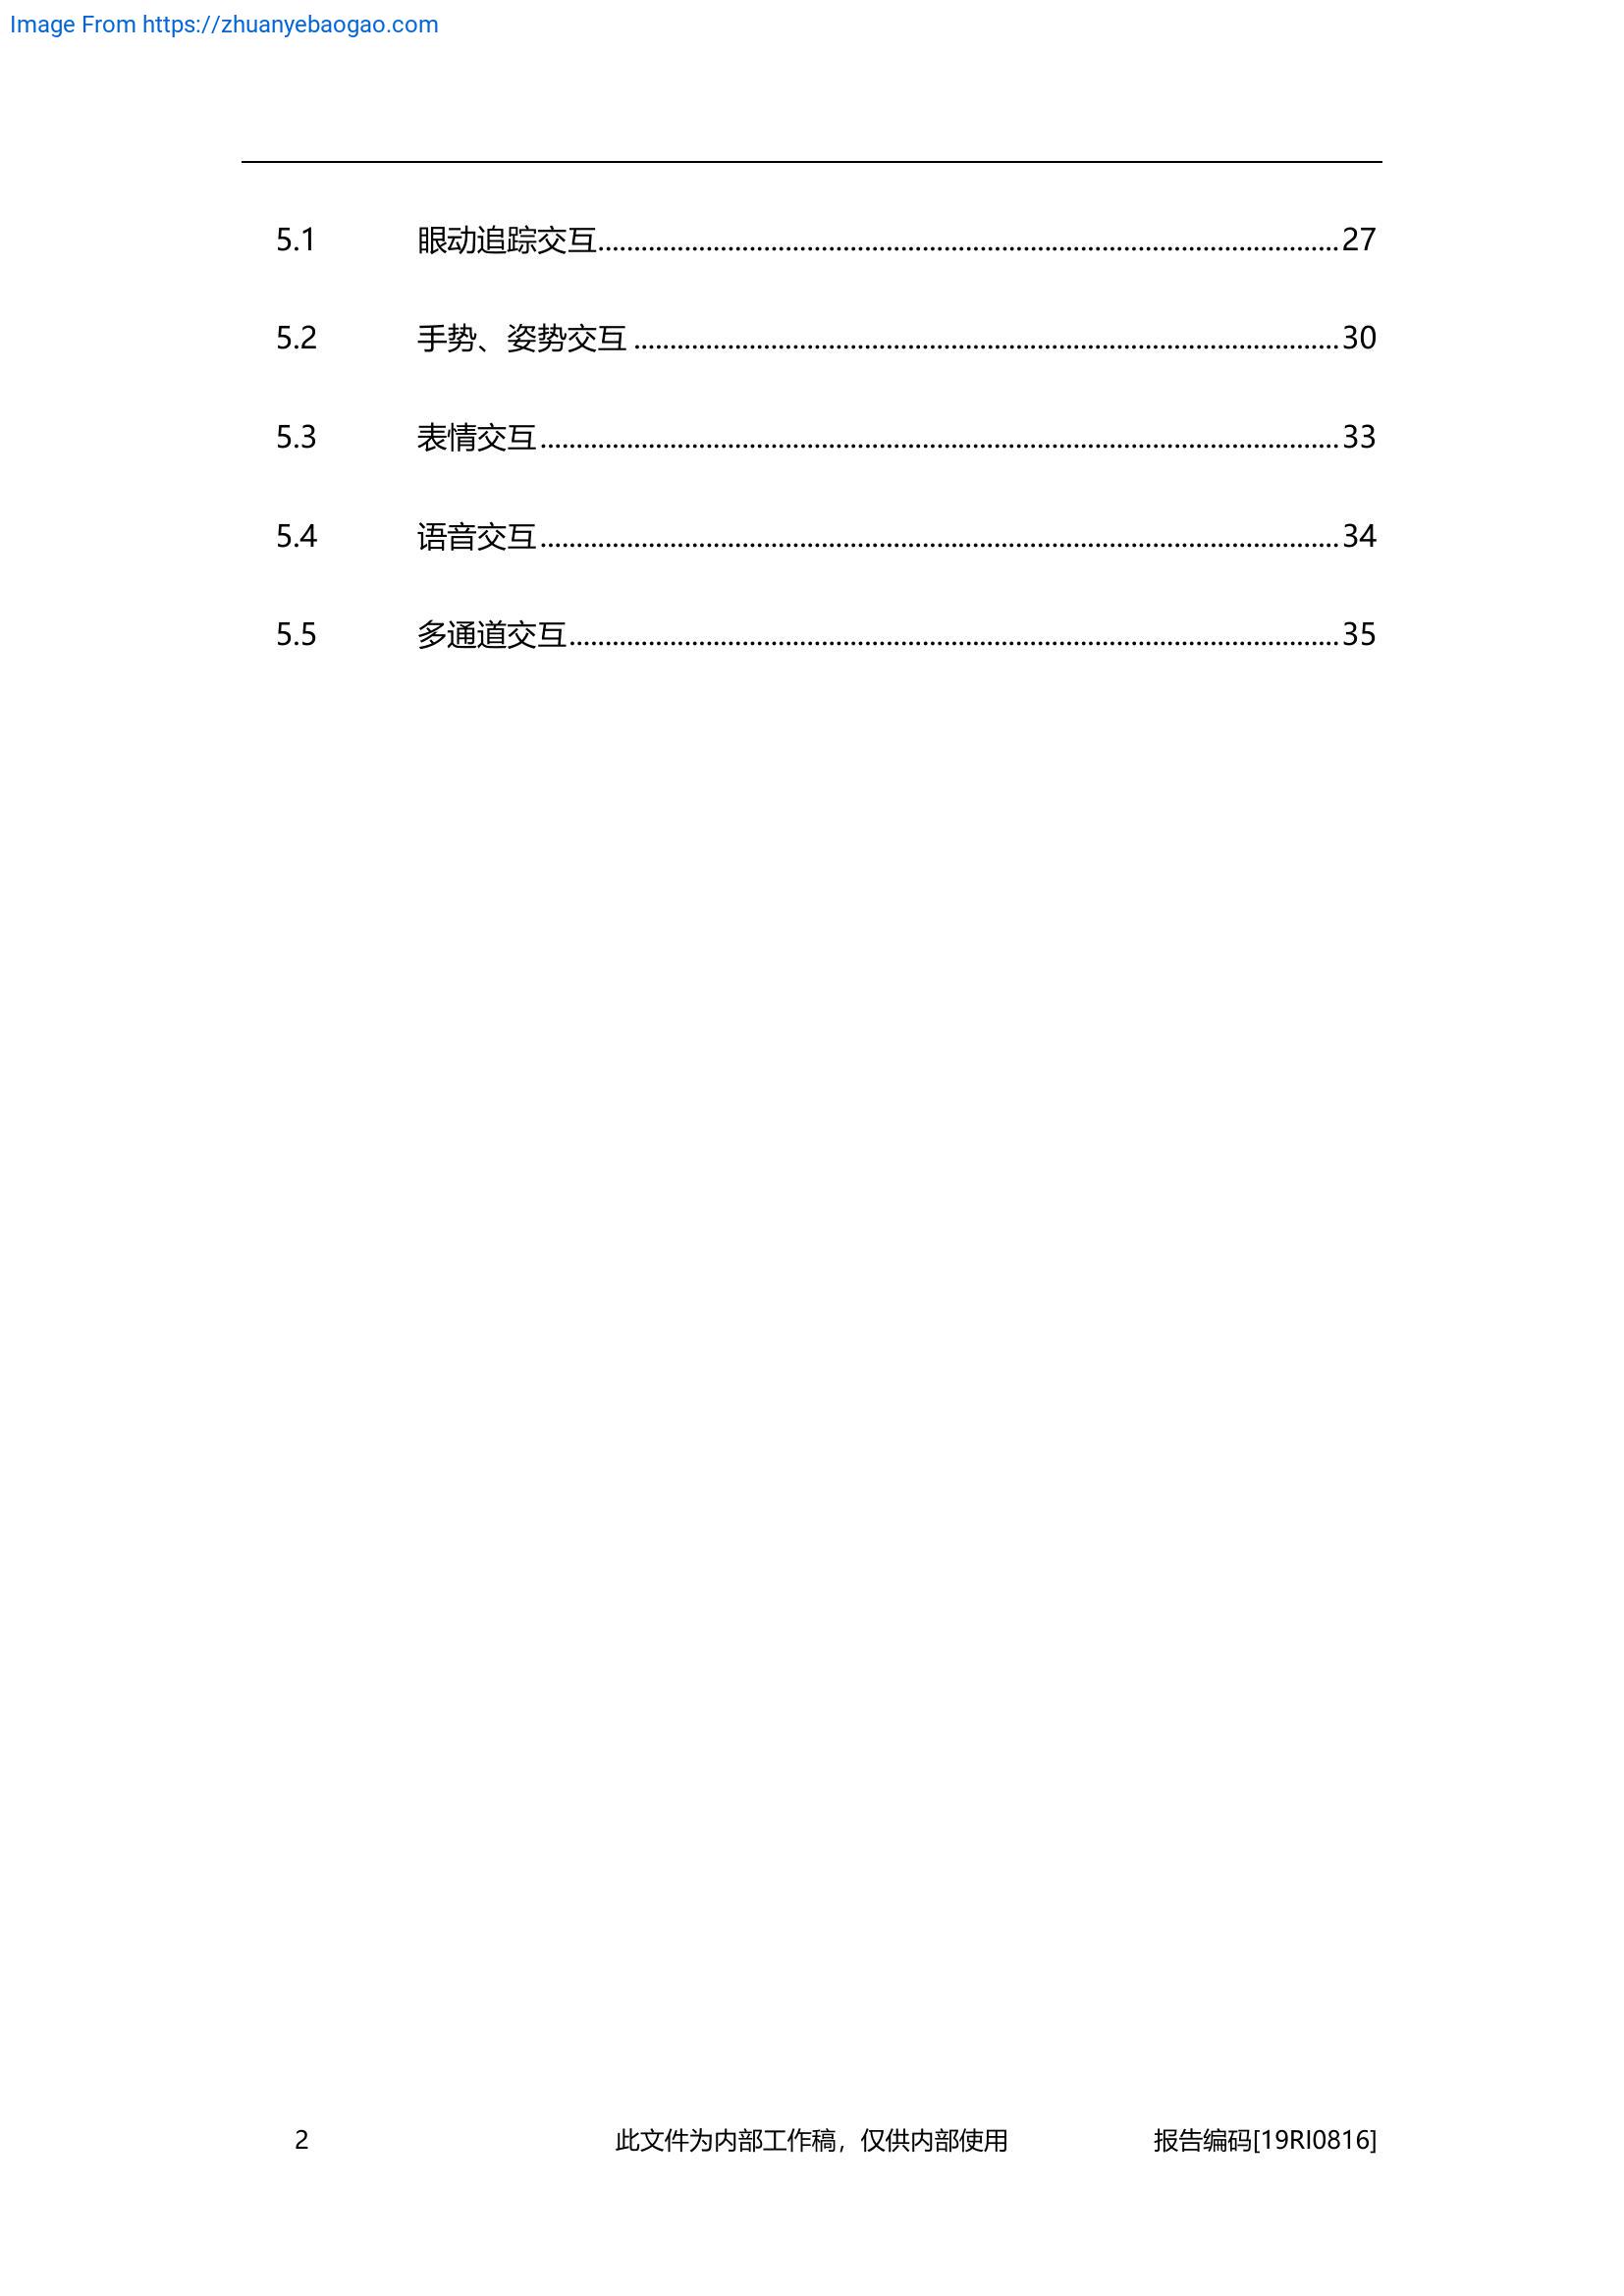 Image From https://zhuanyebaogao.com
5.1 眼动追踪交互 27
5.2 手势、姿势交互 30
5.3 表情交互 33
5.4 语音交互 34
5.5 多通道交互 35
2 此文件为内部工作稿，仅供内部使用 报告编码[19RI0816]